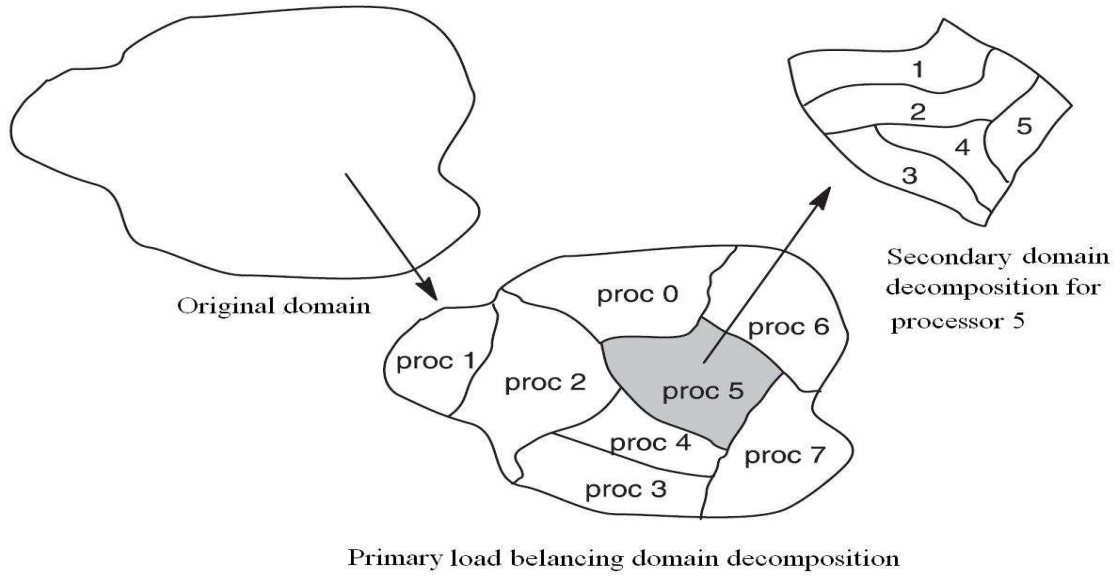 1
2
5
4
3
Original domain
Secondary domain
decomposition for
processor 5
proc 0
proc 6
proc 1
proc 2
proc 5
proc 4
proc 7
proc 3
Primary load belancing domain decomposition